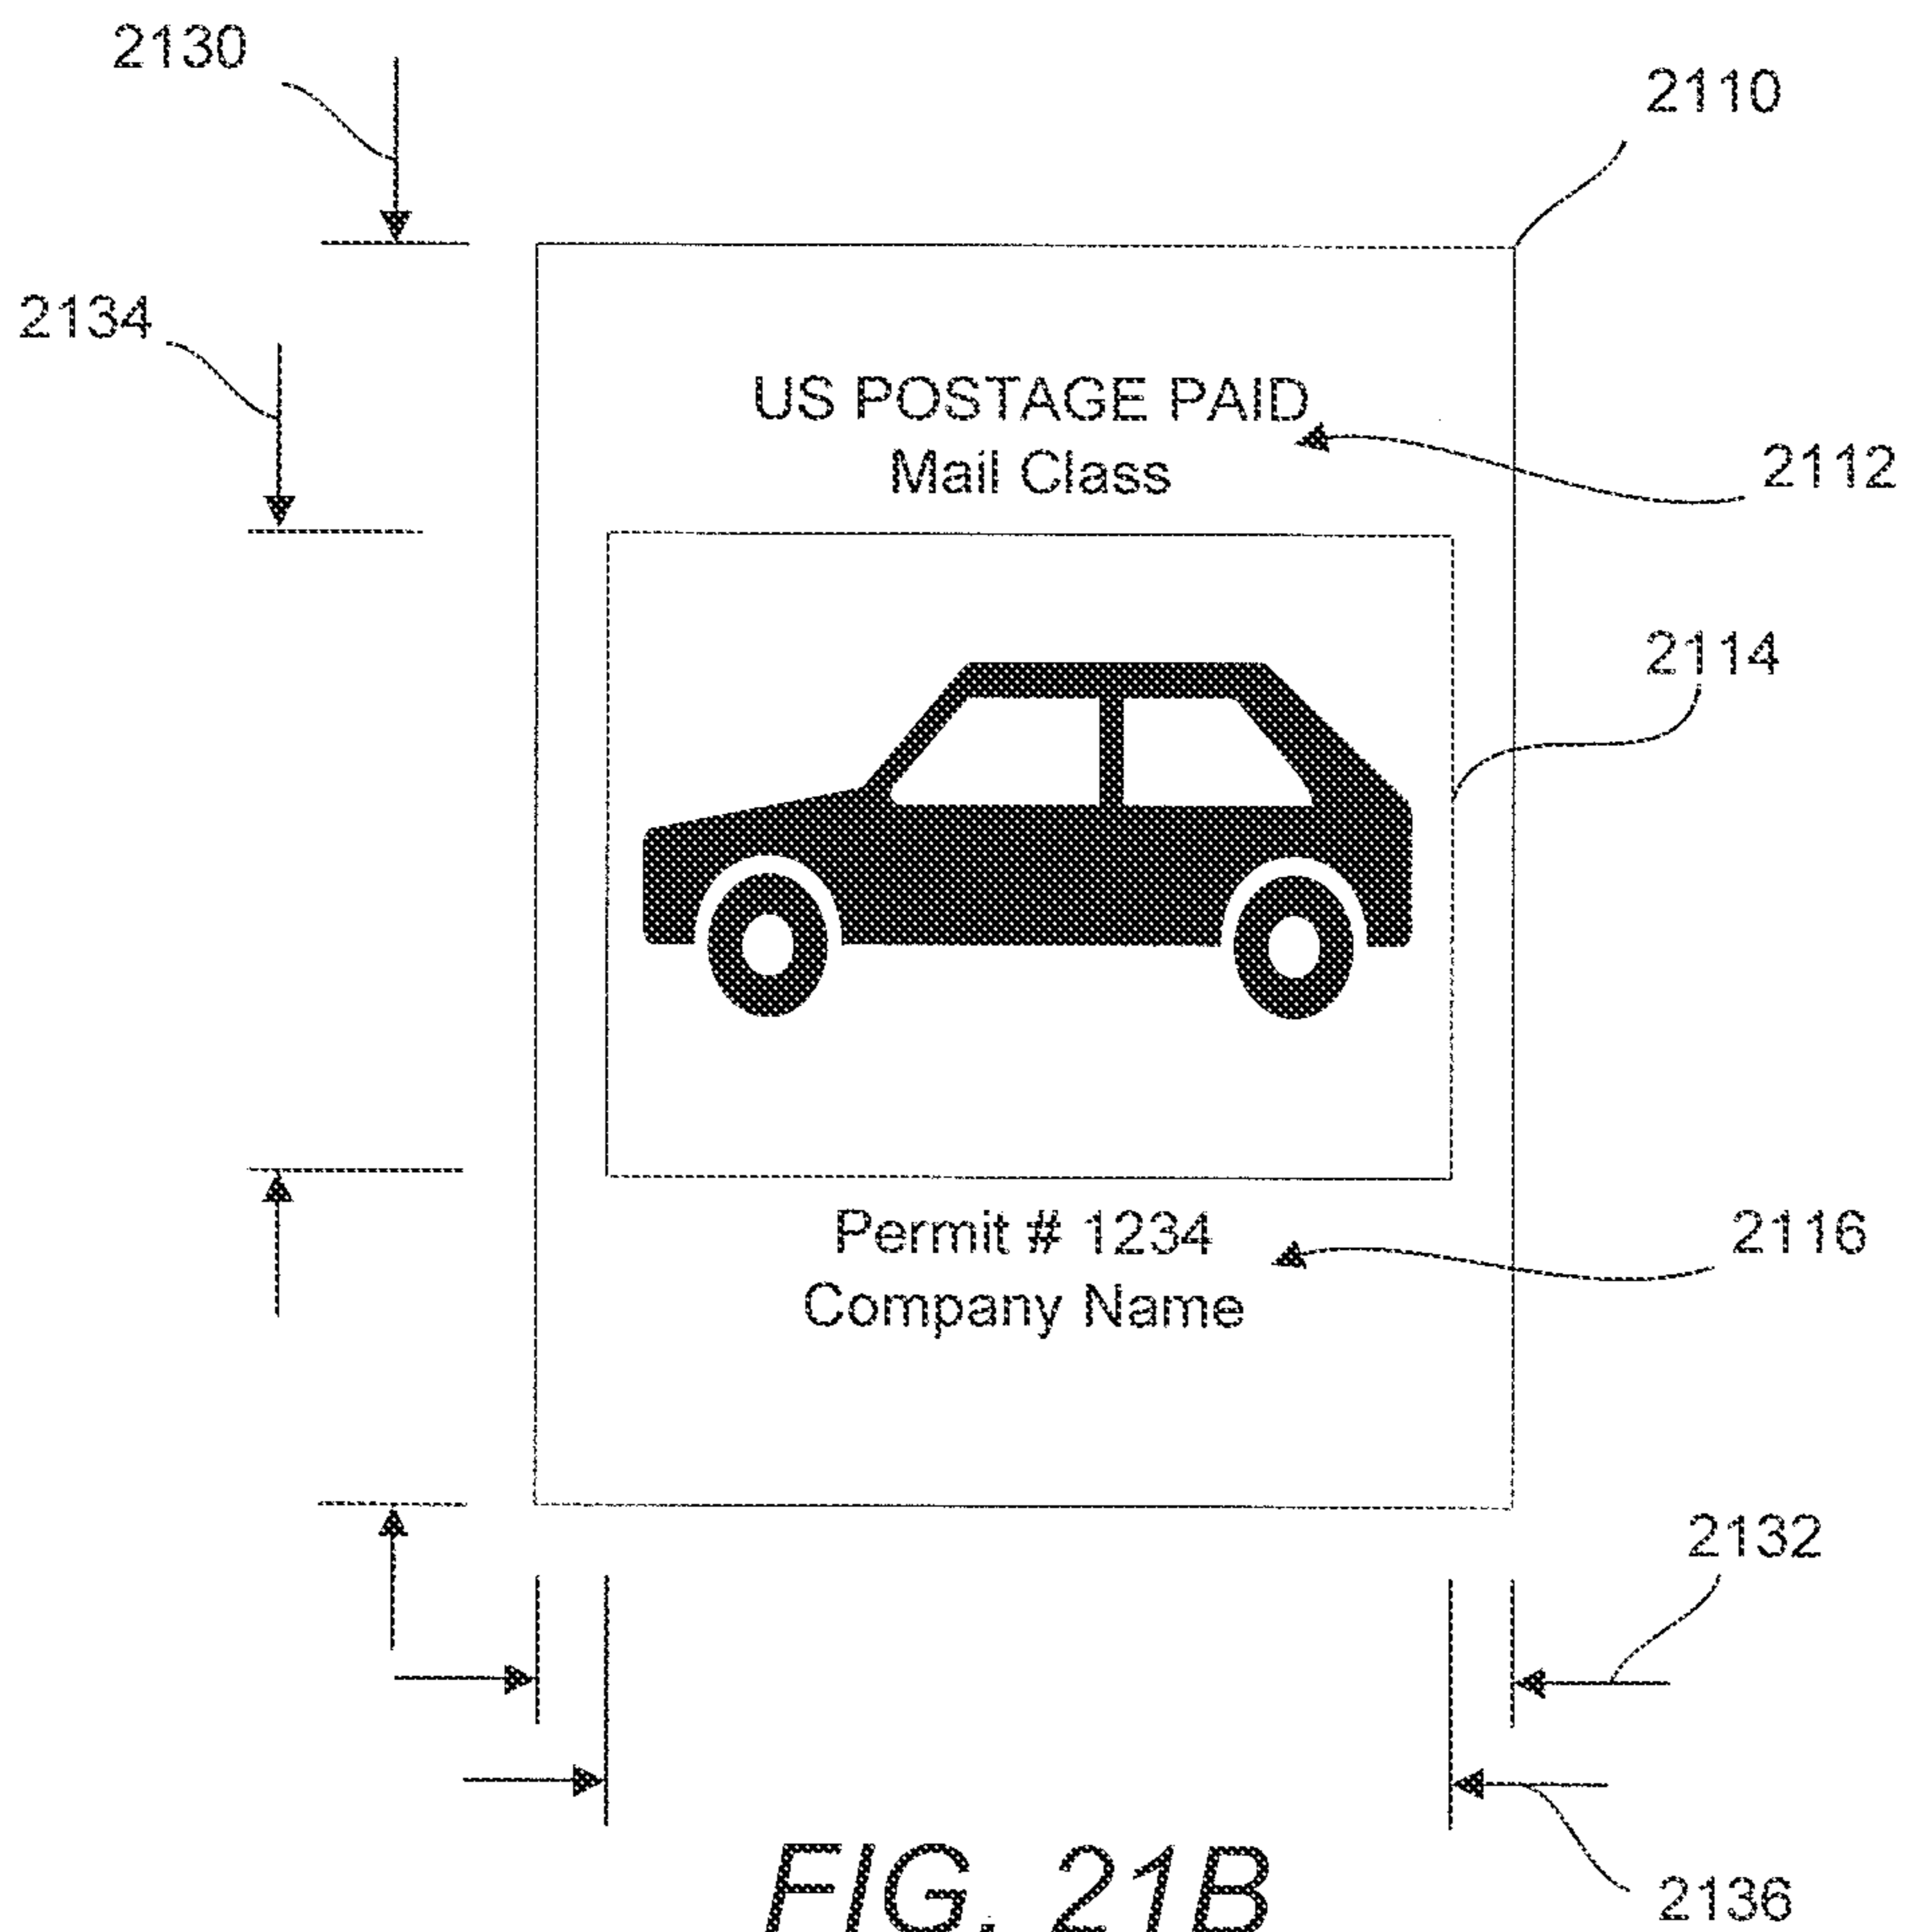 2130
2110
2134
US POSTAGE PAID
Mail Class
2112
2114
Permit # 1234
Company Name
2116
2132
2136
FIG. 21B